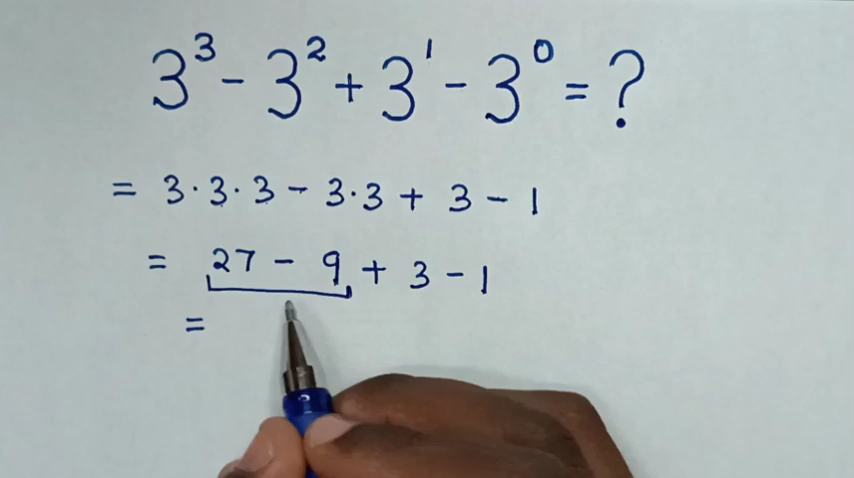 3³ - 3² + 3¹ - 3⁰ = ?
= 3·3·3 - 3·3 + 3 - 1
= 27 - 9 + 3 - 1
=